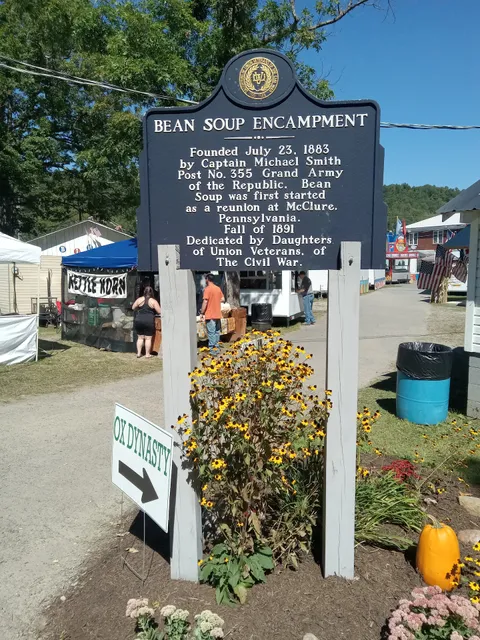 BEAN SOUP ENCAMPMENT
Founded July 23, 1883
by Captain Michael Smith
Post No. 355 Grand Army
of the Republic. Bean
Soup was first started
as a reunion at McClure,
Pennsylvania.
Fall of 1891
Dedicated by Daughters
of Union Veterans, of
The Civil War.
KETTLE KORN
OX DYNASTY